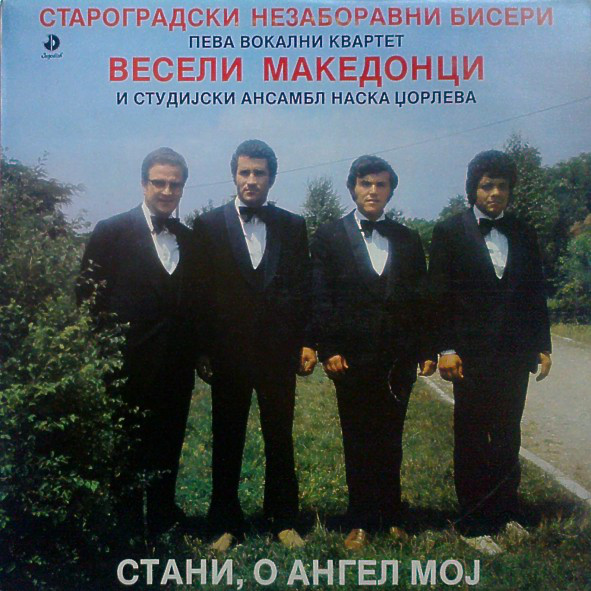 СТАРОГРАДСКИ НЕЗАБОРАВНИ БИСЕРИ
ПЕВА ВОКАЛНИ КВАРТЕТ
ВЕСЕЛИ МАКЕДОНЦИ
И СТУДИЈСКИ АНСАМБЛ НАСКА ЏОРЛЕВА
СТАНИ, О АНГЕЛ МОЈ